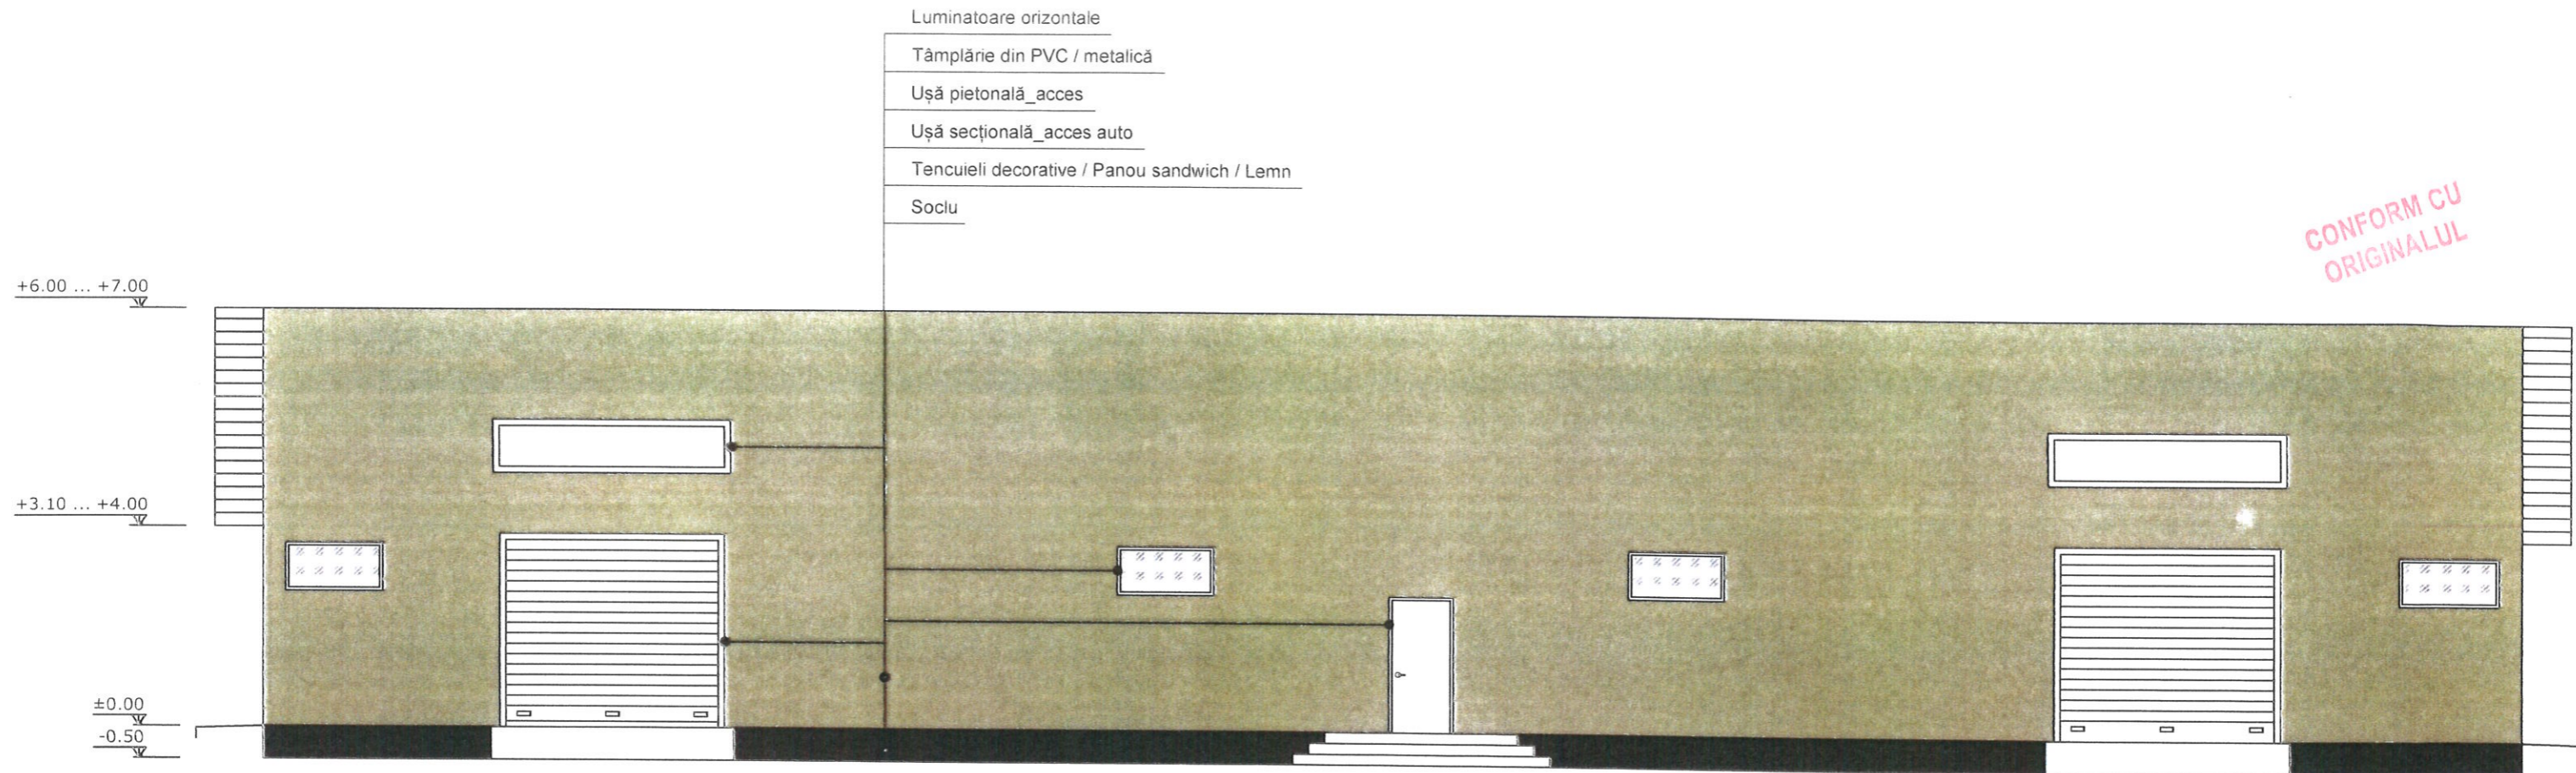 Luminatoare orizontale
Tâmplărie din PVC / metalică
Ușă pietonală_acces
Ușă secțională_acces auto
Tencuieli decorative / Panou sandwich / Lemn
Soclu
CONFORM CU
ORIGINALUL
+6.00 ... +7.00
+3.10 ... +4.00
±0.00
-0.50